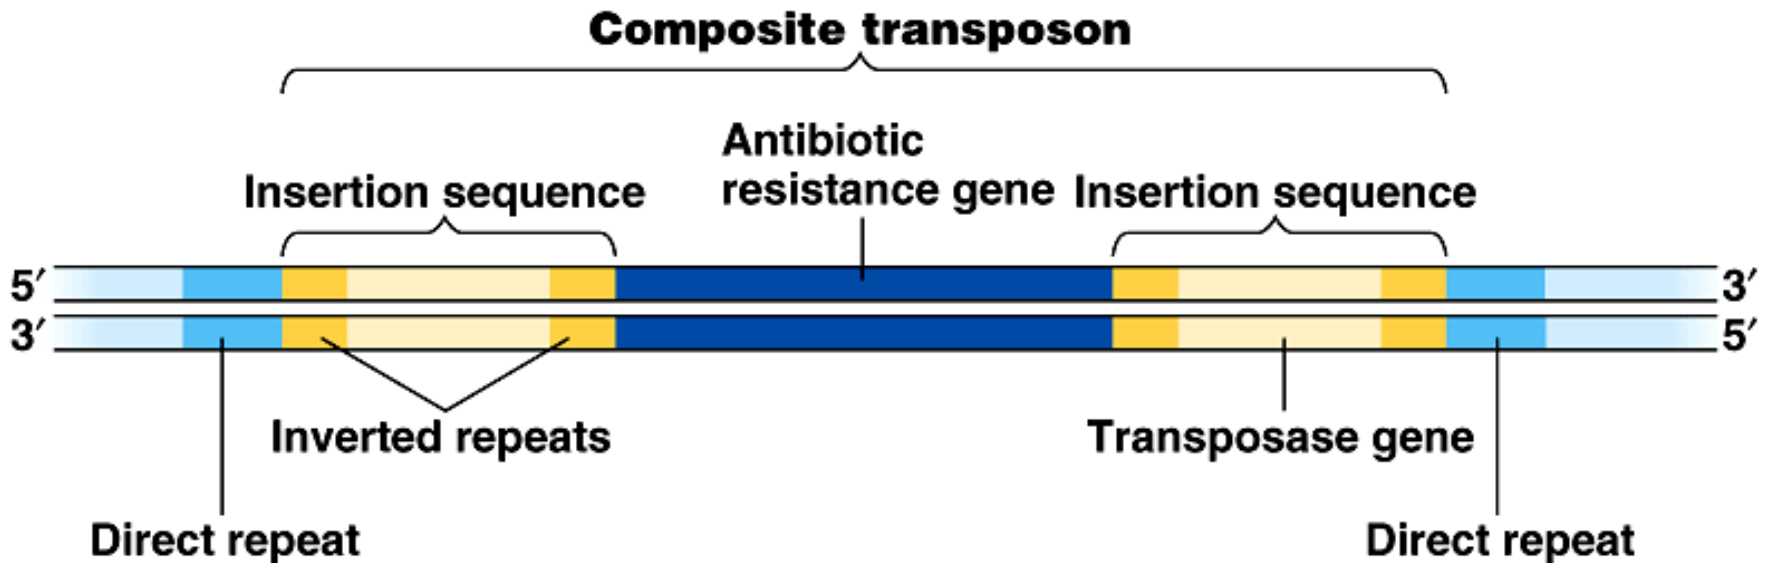 Composite transposon
Antibiotic
resistance gene
Insertion sequence
Insertion sequence
5′
3′
3′
5′
Inverted repeats
Transposase gene
Direct repeat
Direct repeat